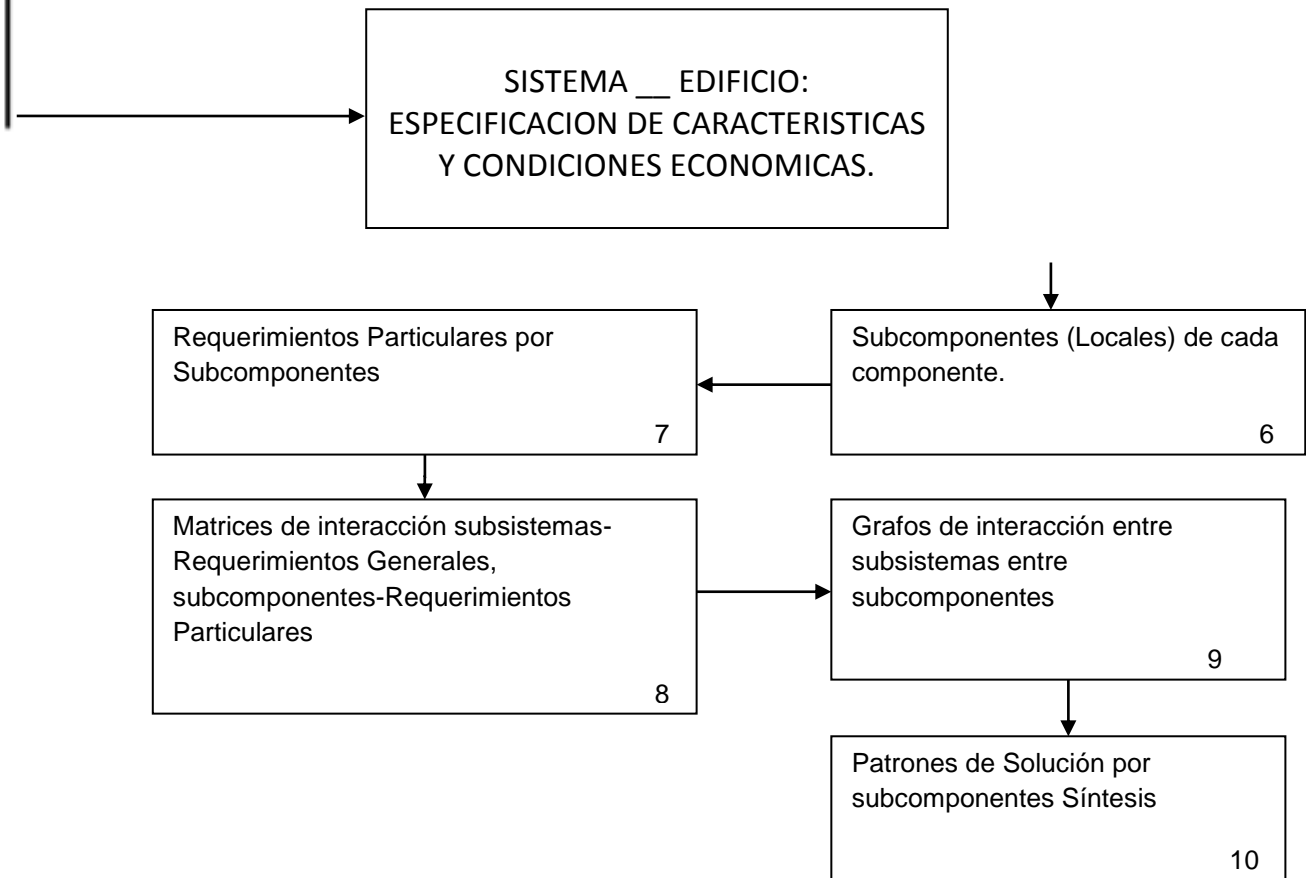 SISTEMA __ EDIFICIO:
ESPECIFICACION DE CARACTERISTICAS
Y CONDICIONES ECONOMICAS.
Subcomponentes (Locales) de cada
componente.
6
Requerimientos Particulares por
Subcomponentes
7
Matrices de interacción subsistemas-
Requerimientos Generales,
subcomponentes-Requerimientos
Particulares
8
Grafos de interacción entre
subsistemas entre
subcomponentes
9
Patrones de Solución por
subcomponentes Síntesis
10